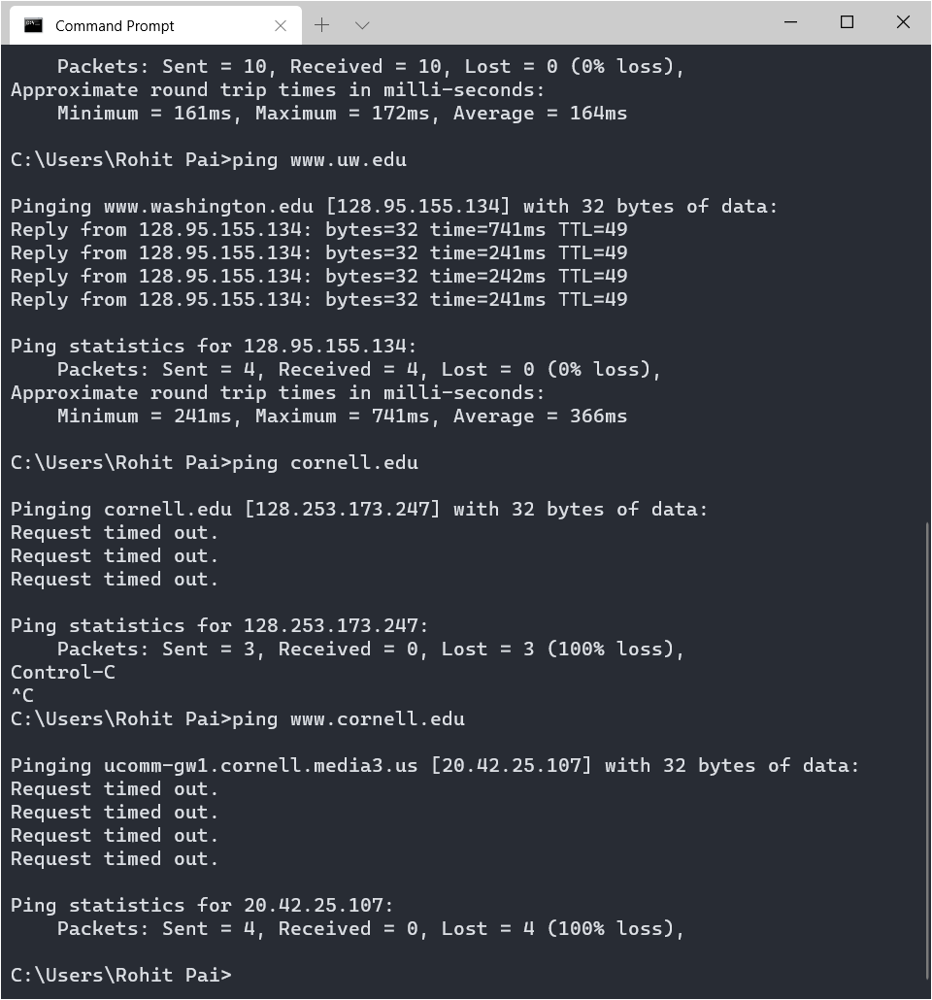 Command Prompt
    Packets: Sent = 10, Received = 10, Lost = 0 (0% loss),
Approximate round trip times in milli-seconds:
    Minimum = 161ms, Maximum = 172ms, Average = 164ms

C:\Users\Rohit Pai>ping www.uw.edu

Pinging www.washington.edu [128.95.155.134] with 32 bytes of data:
Reply from 128.95.155.134: bytes=32 time=741ms TTL=49
Reply from 128.95.155.134: bytes=32 time=241ms TTL=49
Reply from 128.95.155.134: bytes=32 time=242ms TTL=49
Reply from 128.95.155.134: bytes=32 time=241ms TTL=49

Ping statistics for 128.95.155.134:
    Packets: Sent = 4, Received = 4, Lost = 0 (0% loss),
Approximate round trip times in milli-seconds:
    Minimum = 241ms, Maximum = 741ms, Average = 366ms

C:\Users\Rohit Pai>ping cornell.edu

Pinging cornell.edu [128.253.173.247] with 32 bytes of data:
Request timed out.
Request timed out.
Request timed out.

Ping statistics for 128.253.173.247:
    Packets: Sent = 3, Received = 0, Lost = 3 (100% loss),
Control-C
^C
C:\Users\Rohit Pai>ping www.cornell.edu

Pinging ucomm-gw1.cornell.media3.us [20.42.25.107] with 32 bytes of data:
Request timed out.
Request timed out.
Request timed out.
Request timed out.

Ping statistics for 20.42.25.107:
    Packets: Sent = 4, Received = 0, Lost = 4 (100% loss),

C:\Users\Rohit Pai>